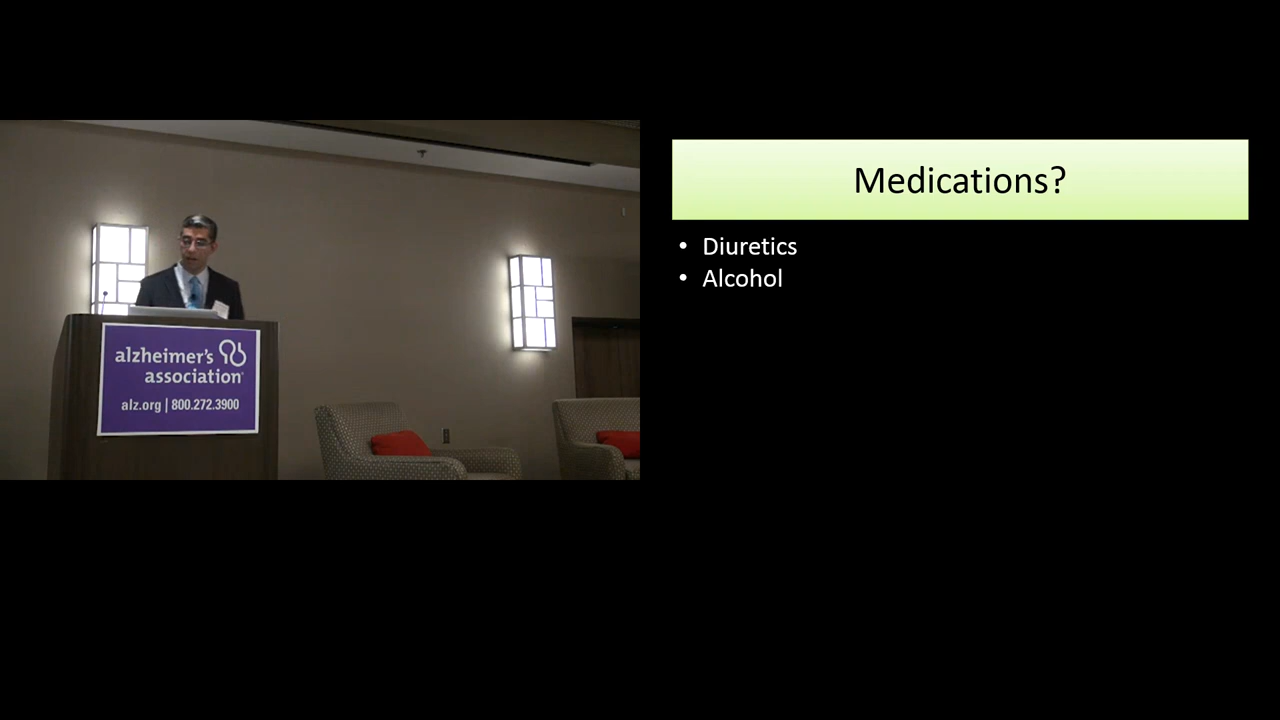 alzheimer's
association
alz.org | 800.272.3900
Medications?
• Diuretics
• Alcohol